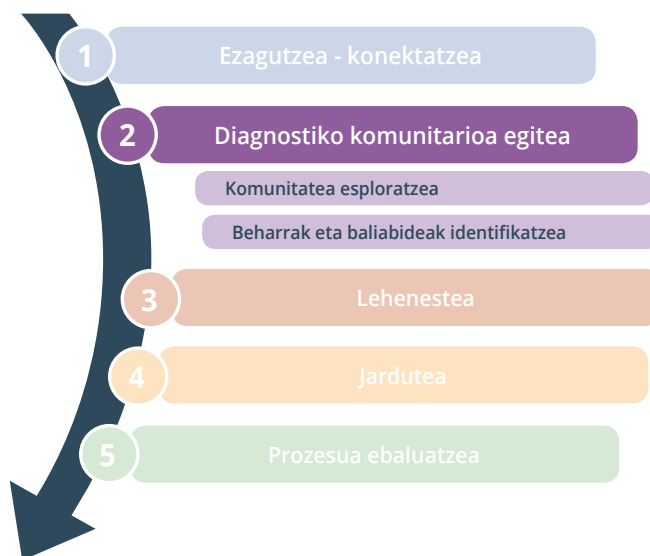 1 Ezagutzea - konektatzea
2 Diagnostiko komunitarioa egitea
Komunitatea esploratzea
Beharrak eta baliabideak identifikatzea
3 Lehenestea
4 Jardutea
5 Prozesua ebaluatzea